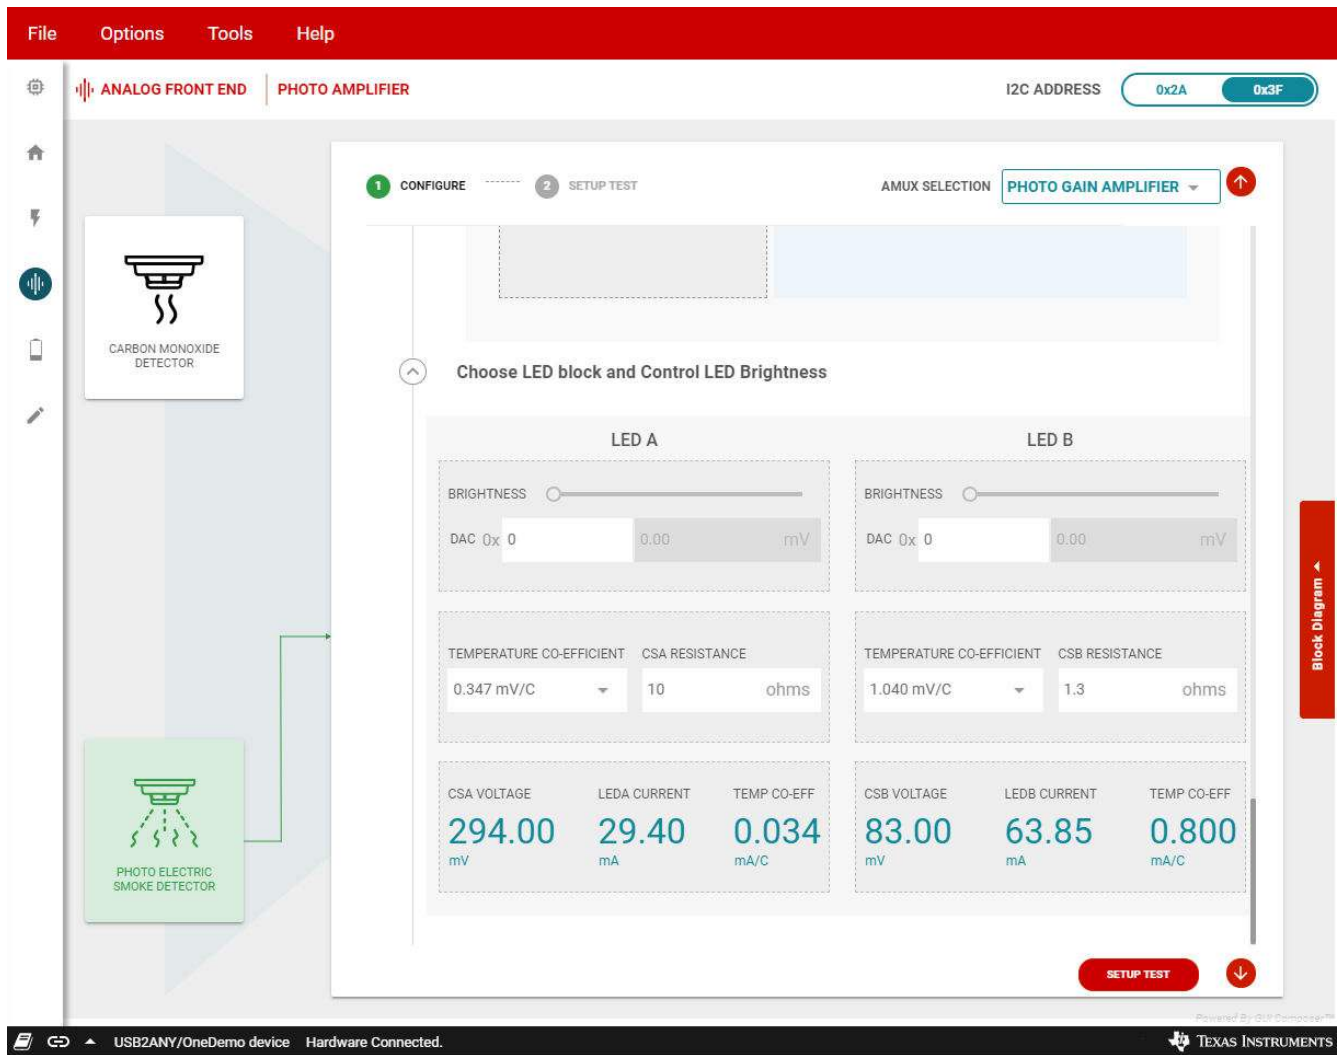 File Options Tools Help
ANALOG FRONT END PHOTO AMPLIFIER I2C ADDRESS 0x2A 0x3F
1 CONFIGURE 2 SETUP TEST AMUX SELECTION PHOTO GAIN AMPLIFIER
CARBON MONOXIDE
DETECTOR
Choose LED block and Control LED Brightness
LED A LED B
BRIGHTNESS BRIGHTNESS
DAC 0x 0 0.00 mV DAC 0x 0 0.00 mV
TEMPERATURE CO-EFFICIENT CSA RESISTANCE TEMPERATURE CO-EFFICIENT CSB RESISTANCE
0.347 mV/C 10 ohms 1.040 mV/C 1.3 ohms
CSA VOLTAGE LEDA CURRENT TEMP CO-EFF CSB VOLTAGE LEDB CURRENT TEMP CO-EFF
294.00 29.40 0.034 83.00 63.85 0.800
mV mA mA/C mV mA mA/C
PHOTO ELECTRIC
SMOKE DETECTOR
Block Diagram
SETUP TEST
Powered By GUI Composer™
USB2ANY/OneDemo device Hardware Connected. TEXAS INSTRUMENTS